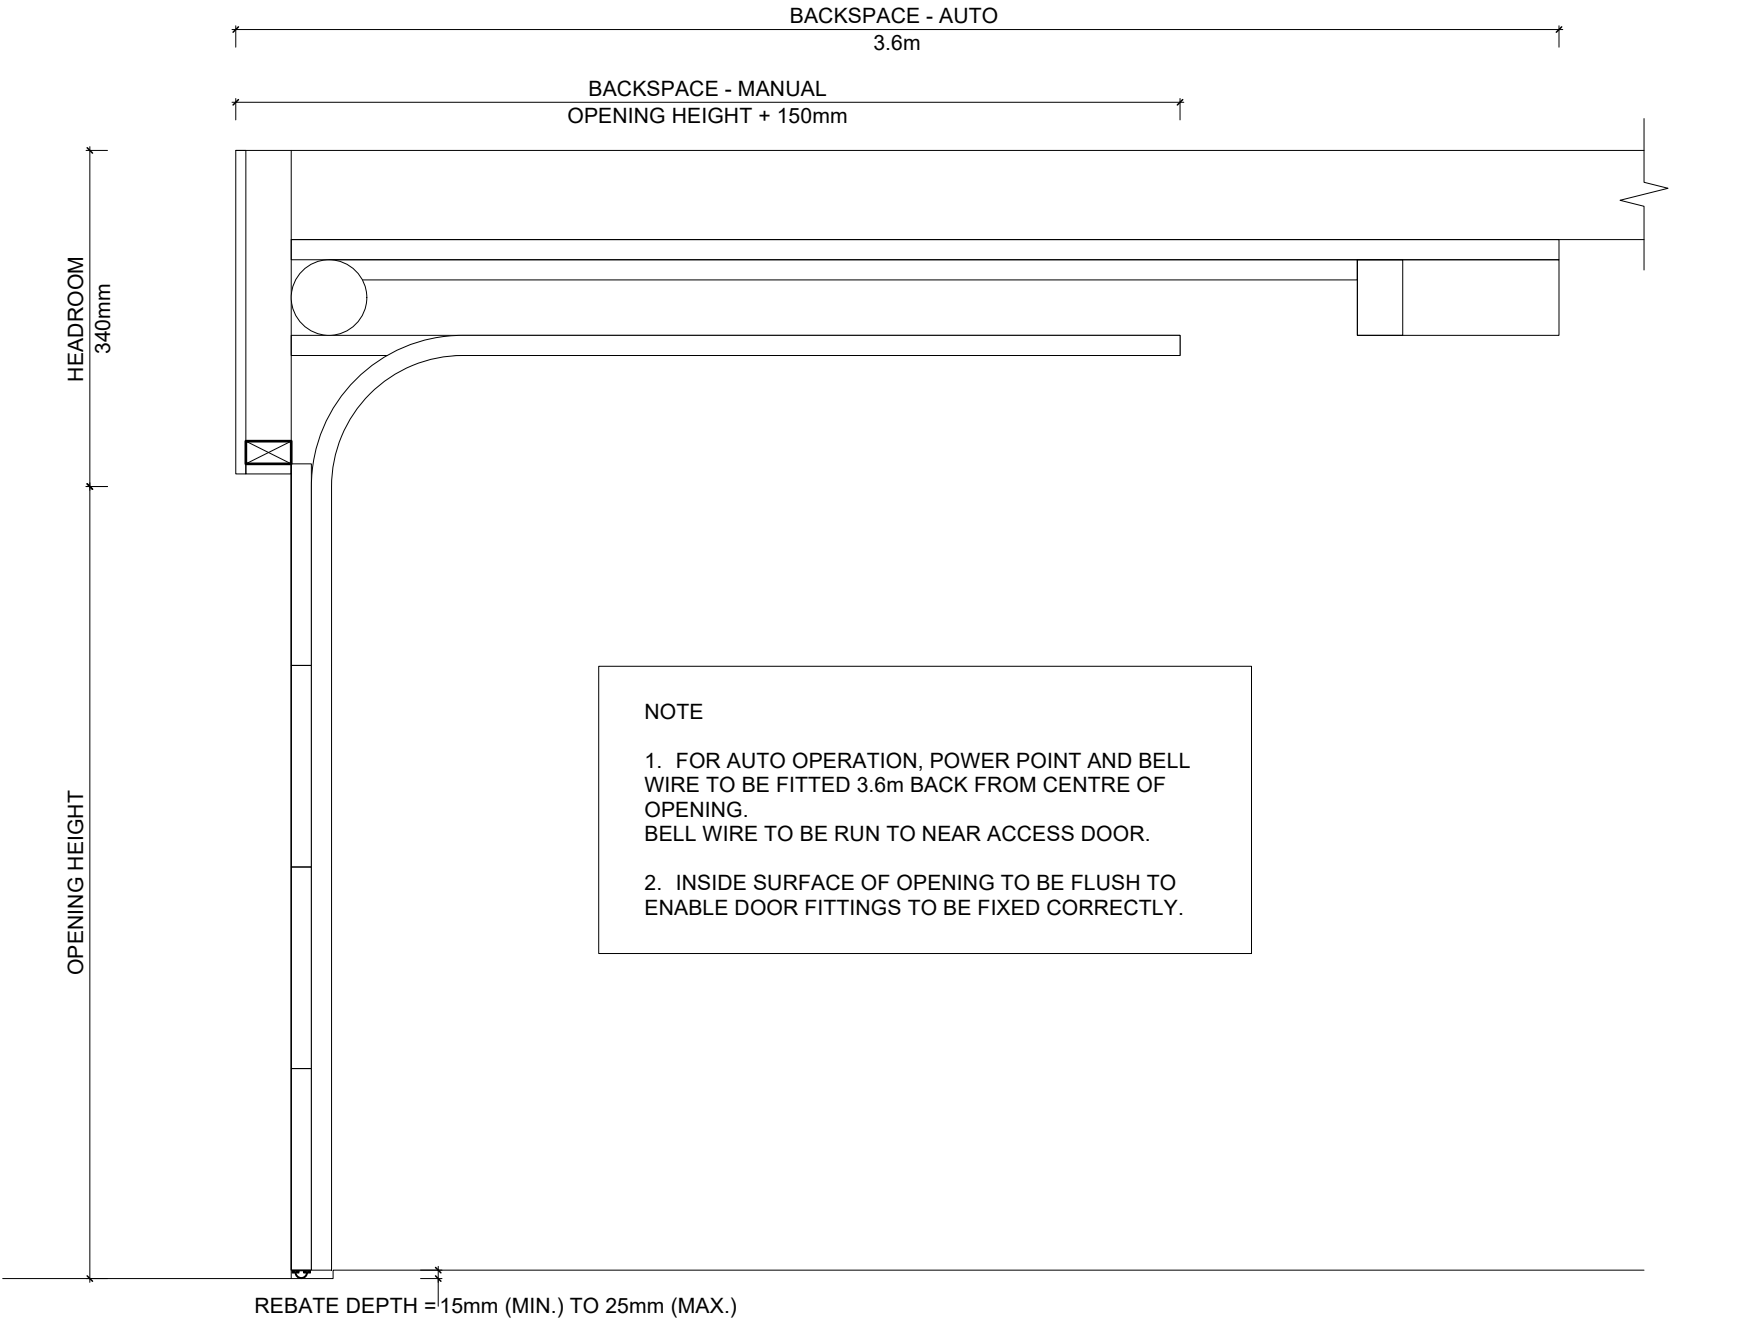 BACKSPACE - AUTO
3.6m
BACKSPACE - MANUAL
OPENING HEIGHT + 150mm
HEADROOM
340mm
OPENING HEIGHT
NOTE
1. FOR AUTO OPERATION, POWER POINT AND BELL
WIRE TO BE FITTED 3.6m BACK FROM CENTRE OF
OPENING.
BELL WIRE TO BE RUN TO NEAR ACCESS DOOR.
2. INSIDE SURFACE OF OPENING TO BE FLUSH TO
ENABLE DOOR FITTINGS TO BE FIXED CORRECTLY.
REBATE DEPTH = 15mm (MIN.) TO 25mm (MAX.)